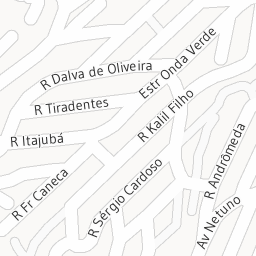 Estr Onda Verde
R Dalva de Oliveira
R Tiradentes
R Kalil Filho
R Itajubá
R Andrômeda
R Fr Caneca
R Sérgio Cardoso
Av Netuno